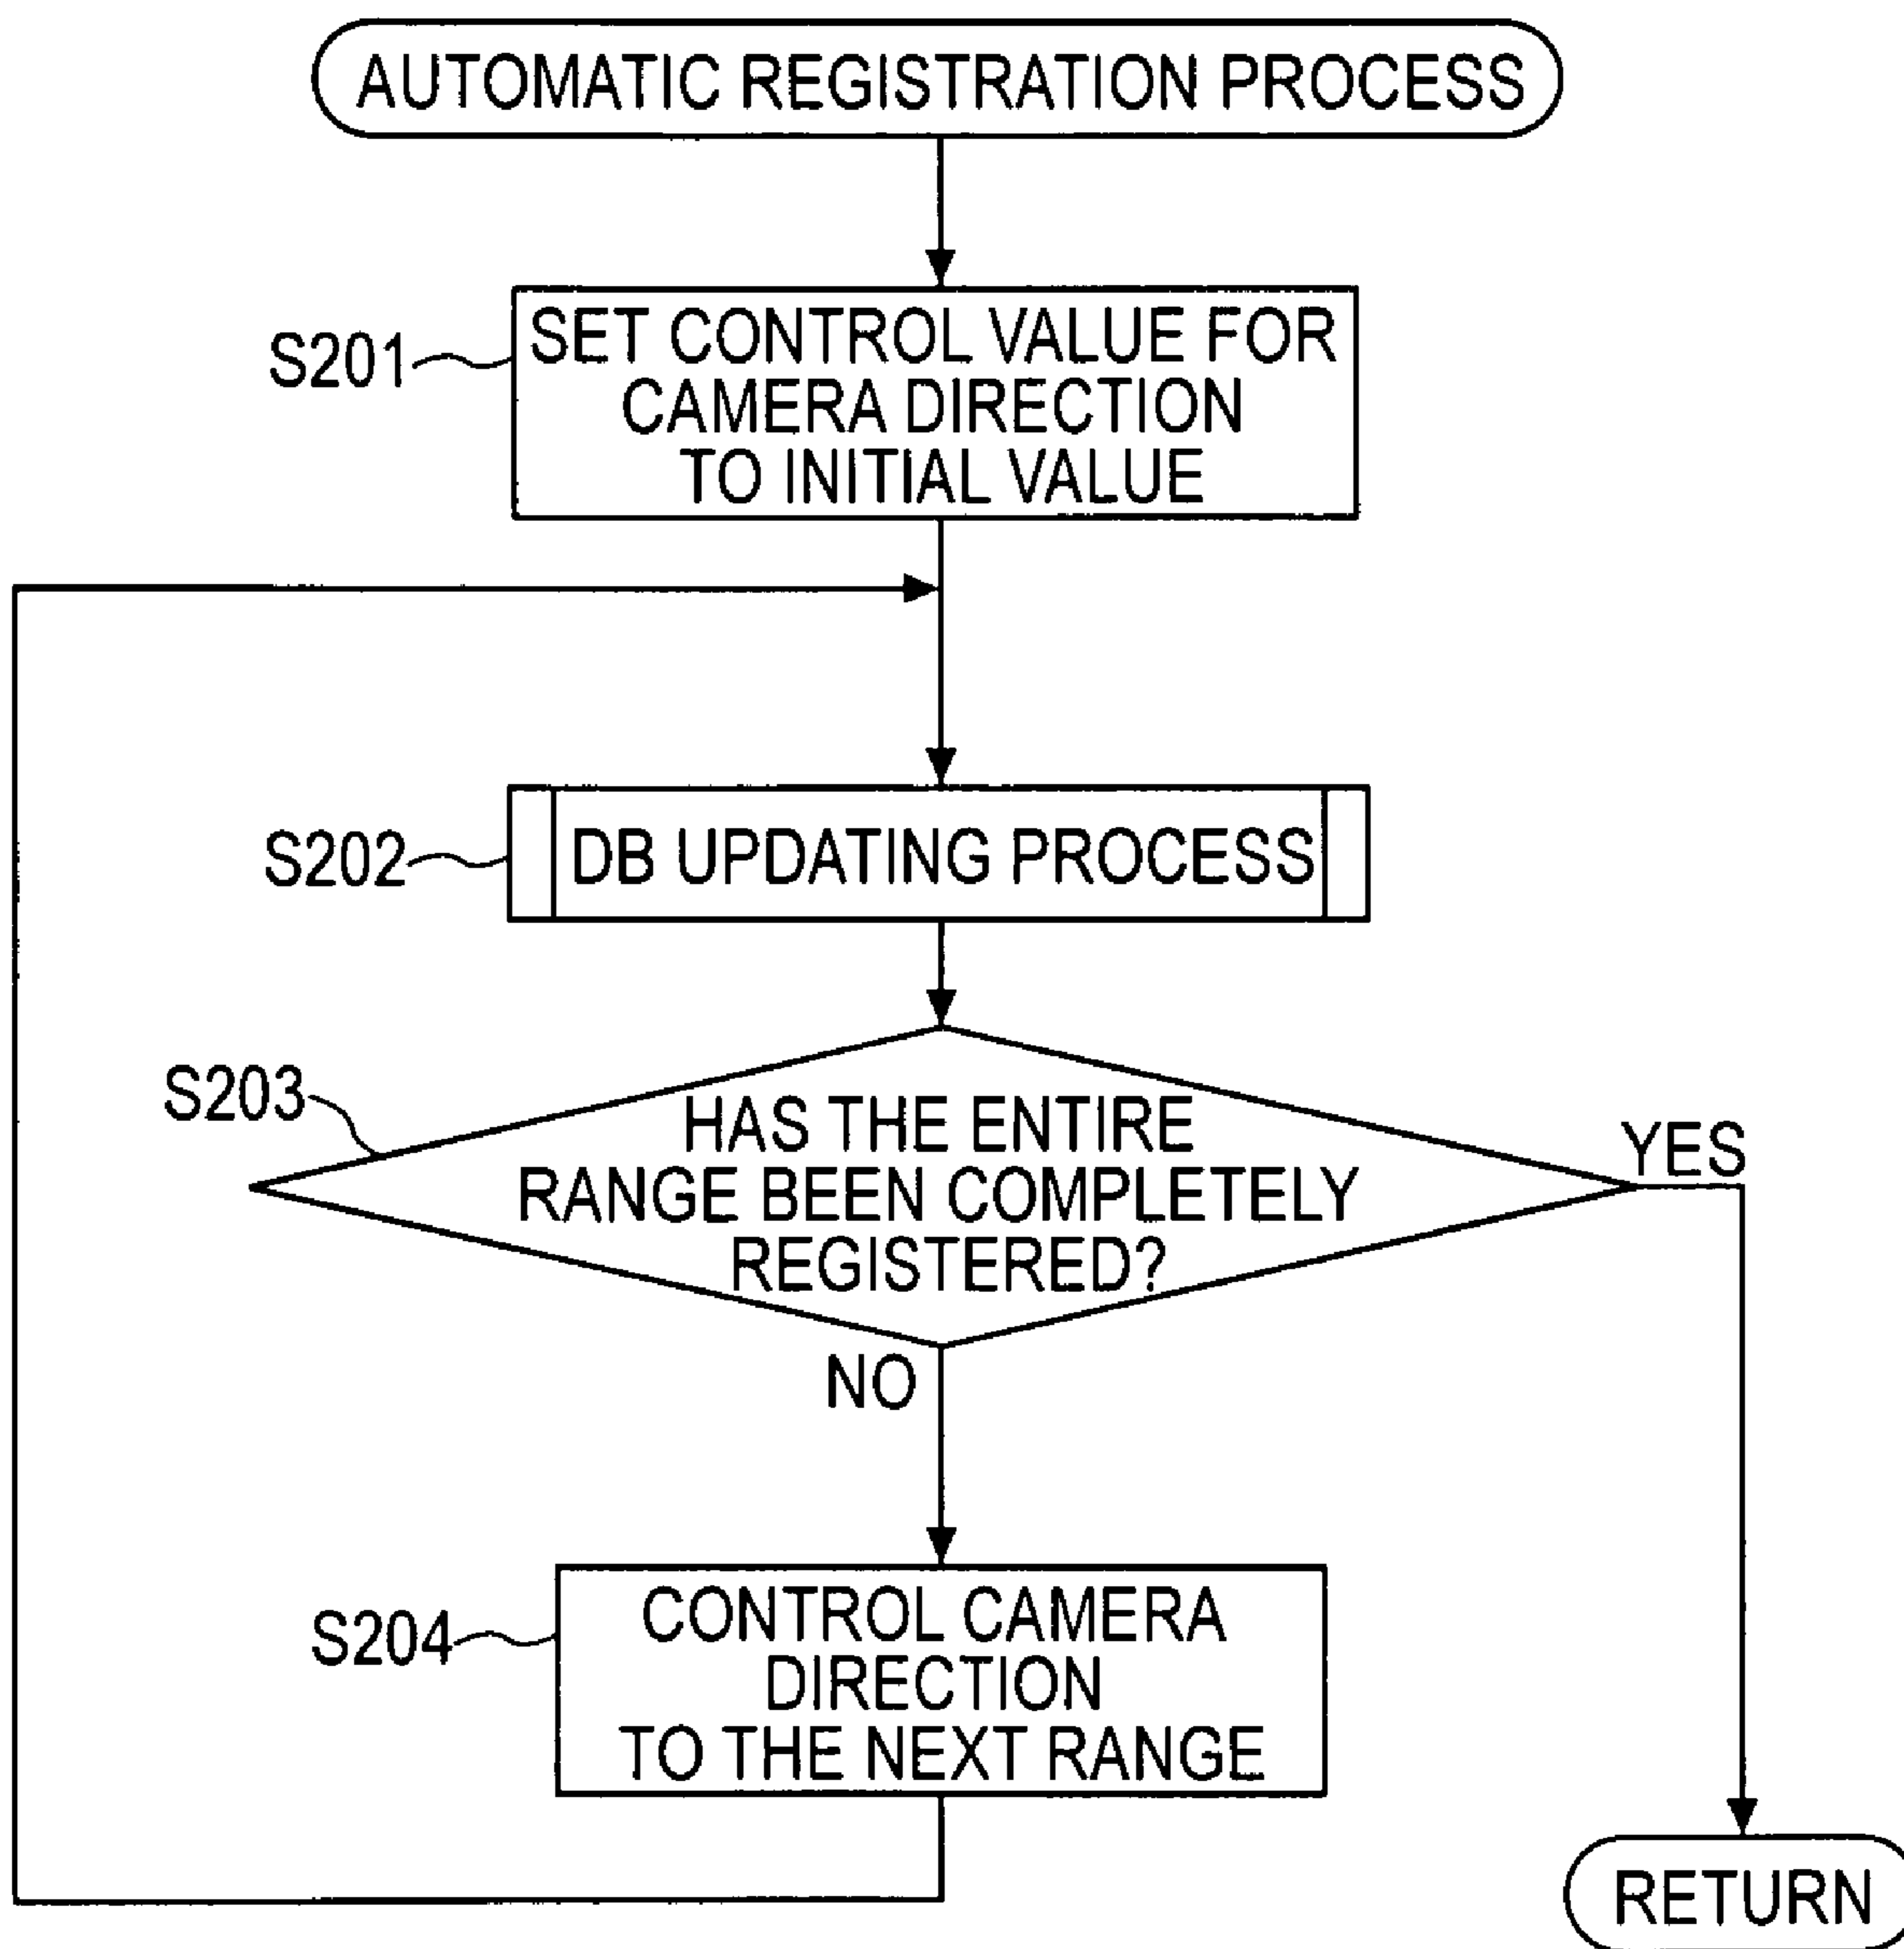 AUTOMATIC REGISTRATION PROCESS
S201
SET CONTROL VALUE FOR
CAMERA DIRECTION
TO INITIAL VALUE
S202
DB UPDATING PROCESS
S203
HAS THE ENTIRE
RANGE BEEN COMPLETELY
REGISTERED?
YES
NO
S204
CONTROL CAMERA
DIRECTION
TO THE NEXT RANGE
RETURN